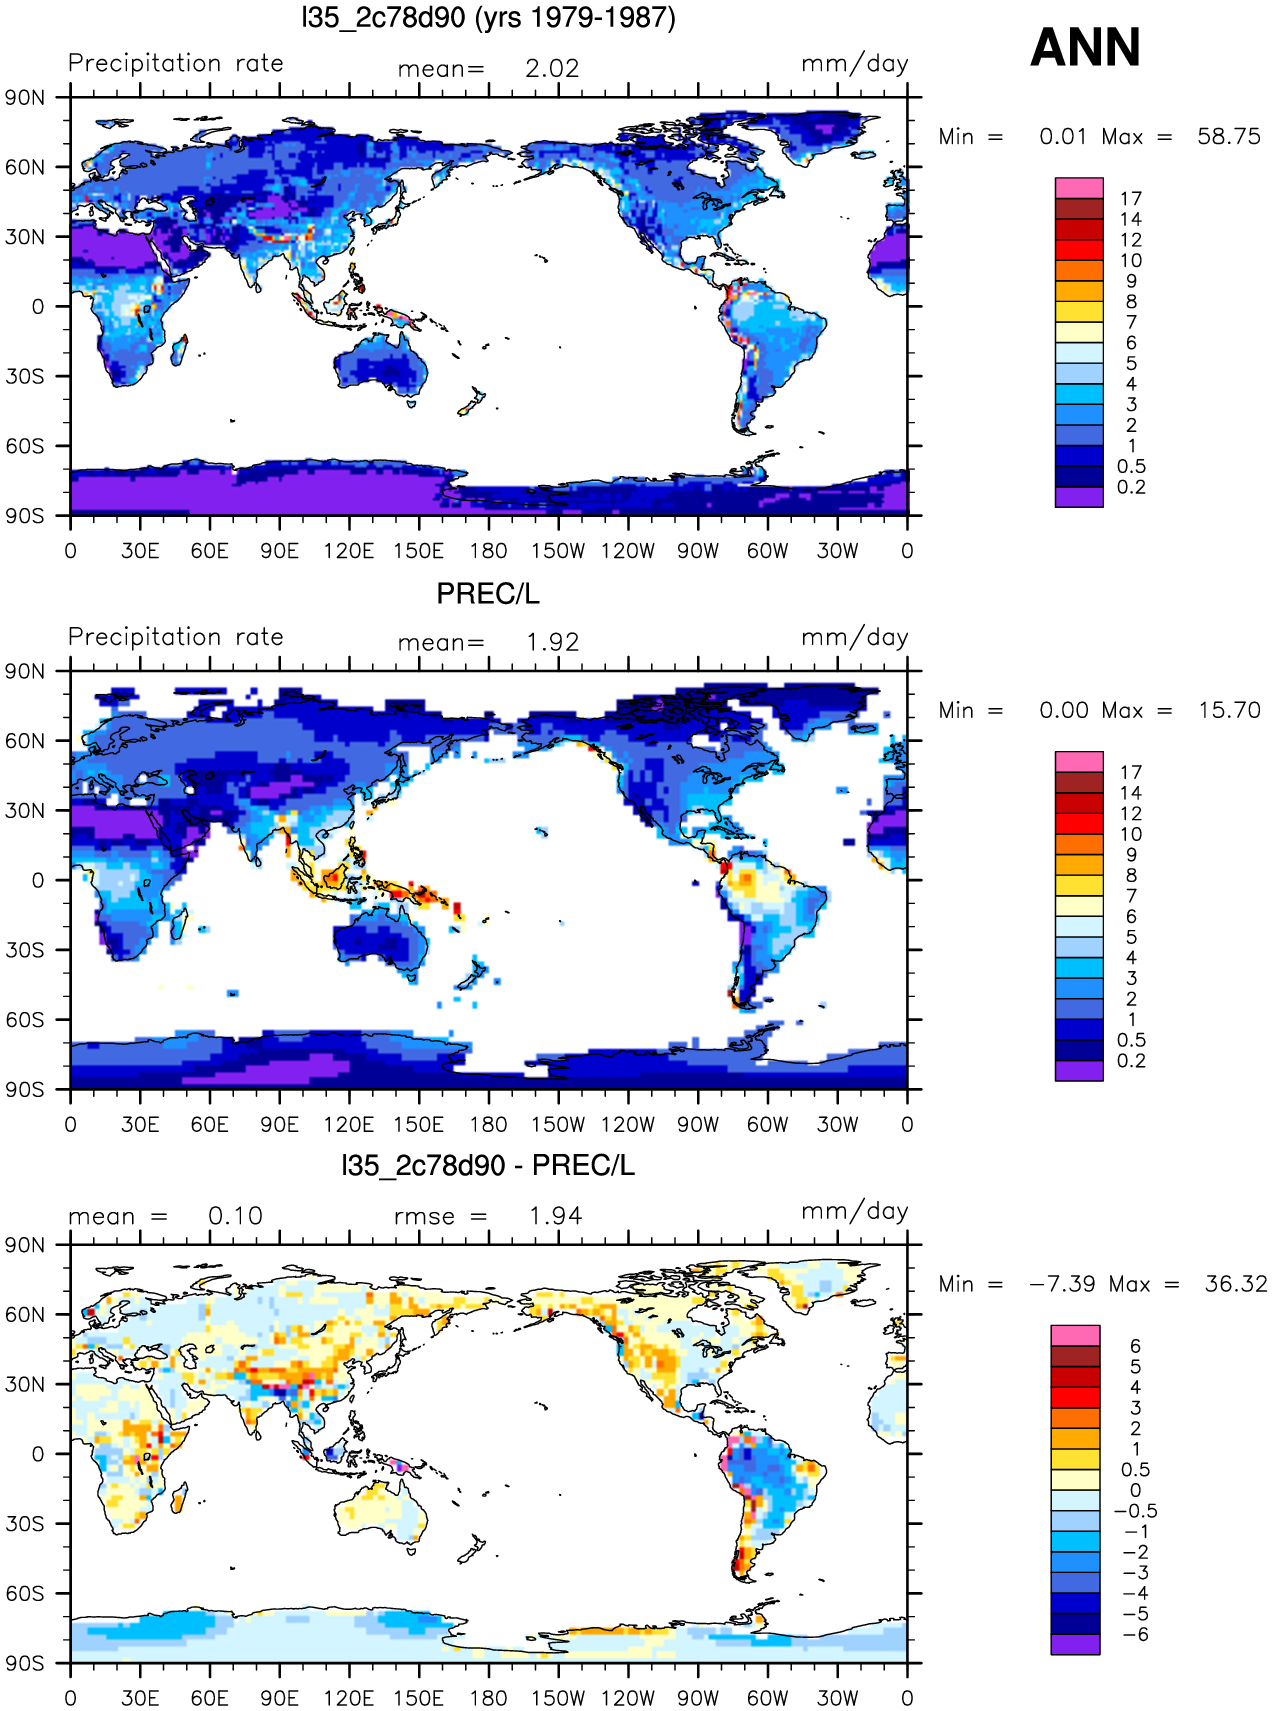 l35_2c78d90 (yrs 1979-1987)
ANN
Precipitation rate mean= 2.02 mm/day
90N
60N
30N
0
30S
60S
90S
0 30E 60E 90E 120E 150E 180 150W 120W 90W 60W 30W 0
Min = 0.01 Max = 58.75
17
14
12
10
9
8
7
6
5
4
3
2
1
0.5
0.2
PREC/L
Precipitation rate mean= 1.92 mm/day
90N
60N
30N
0
30S
60S
90S
0 30E 60E 90E 120E 150E 180 150W 120W 90W 60W 30W 0
Min = 0.00 Max = 15.70
17
14
12
10
9
8
7
6
5
4
3
2
1
0.5
0.2
l35_2c78d90 - PREC/L
mean = 0.10 rmse = 1.94 mm/day
90N
60N
30N
0
30S
60S
90S
0 30E 60E 90E 120E 150E 180 150W 120W 90W 60W 30W 0
Min = −7.39 Max = 36.32
6
5
4
3
2
1
0.5
0
−0.5
−1
−2
−3
−4
−5
−6